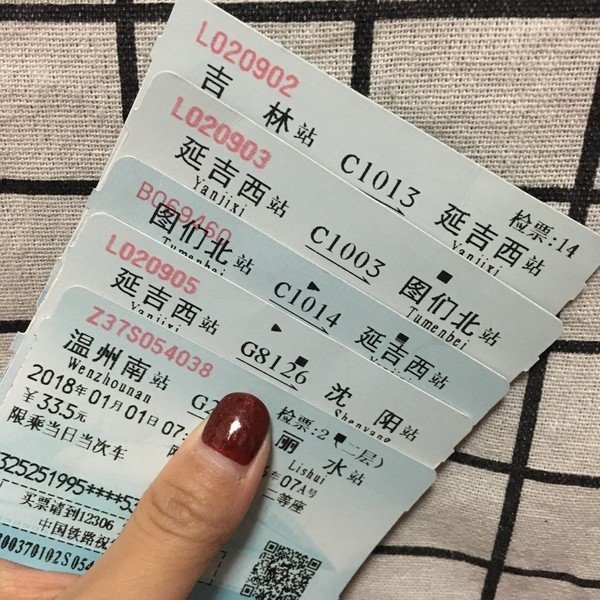 L020902
吉 林站 C1013 延吉西站
Yanjixi
检票:14
L020903
延吉西站 C1003 图们北站
Yanjixi Tumenbei
B069460
图们北站 C1014 延吉西站
Tumenbei
L020905
延吉西站 G8126 沈 阳站
Yanjixi Shenyang
Z37S054038
检票:2(二层)
温州南站 丽 水站
Wenzhounan Lishui
2018年01月01日 07A号
￥33.5元 二等座
限乘当日当次车
买票请到12306
中国铁路祝